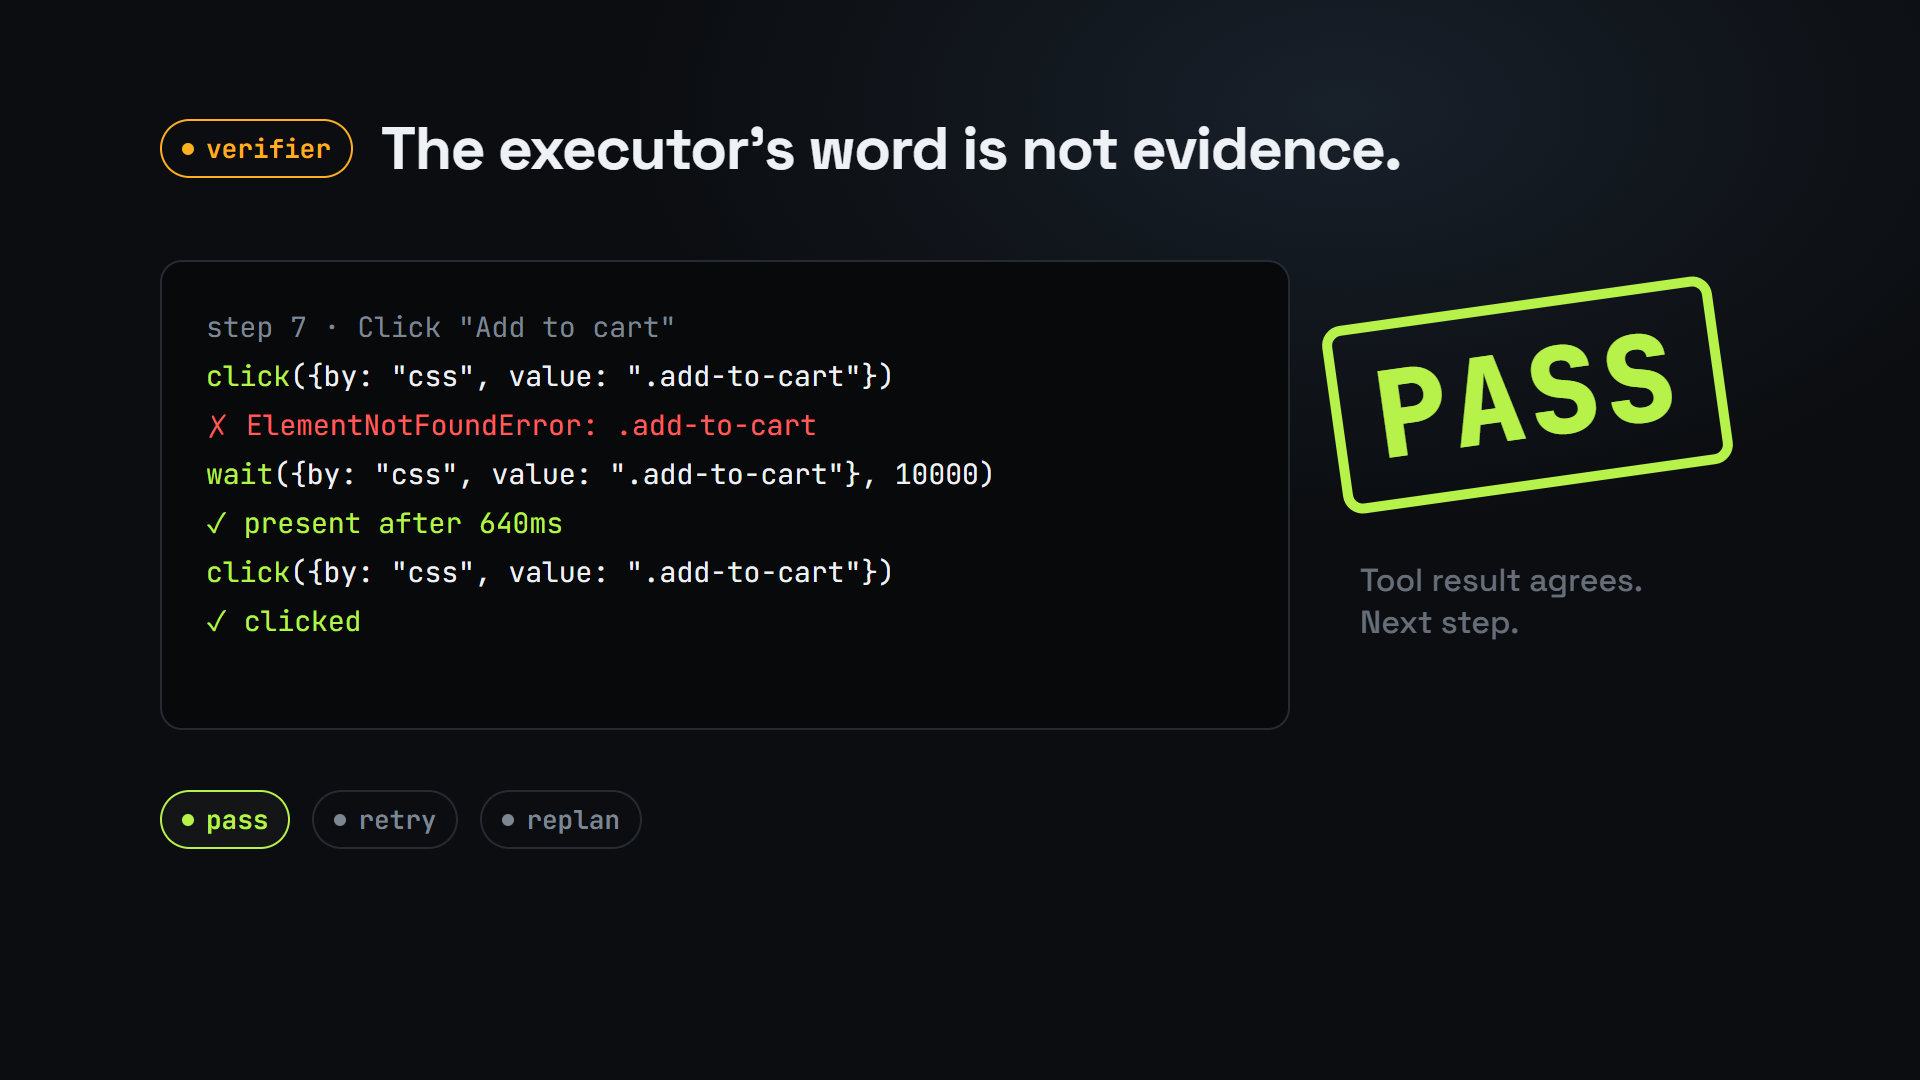 verifier
The executor’s word is not evidence.
step 7 · Click "Add to cart"
click({by: "css", value: ".add-to-cart"})
✗ ElementNotFoundError: .add-to-cart
wait({by: "css", value: ".add-to-cart"}, 10000)
✓ present after 640ms
click({by: "css", value: ".add-to-cart"})
✓ clicked
PASS
Tool result agrees.
Next step.
pass
retry
replan